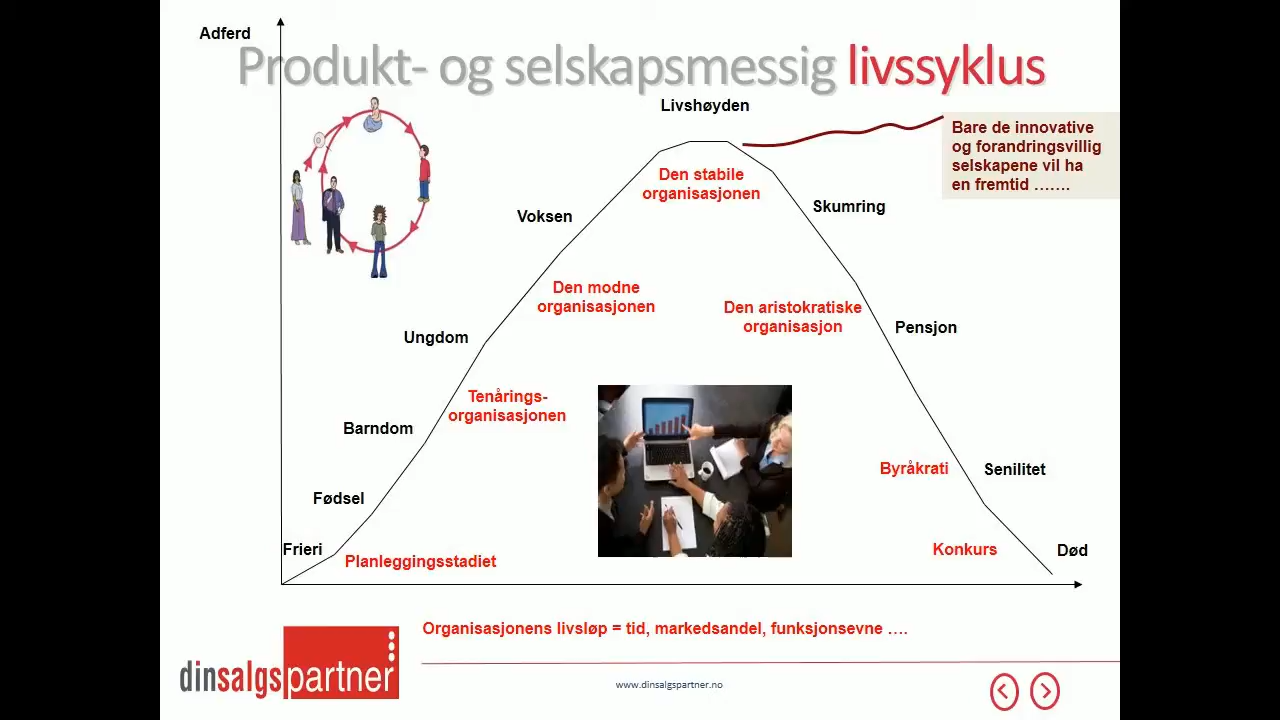 Adferd
Produkt- og selskapsmessig livssyklus
Livshøyden
Bare de innovative
og forandringsvillig
selskapene vil ha
en fremtid …….
Den stabile
organisasjonen
Skumring
Voksen
Den modne
organisasjonen
Den aristokratiske
organisasjon
Pensjon
Ungdom
Tenårings-
organisasjonen
Barndom
Byråkrati
Senilitet
Fødsel
Frieri
Planleggingsstadiet
Konkurs
Død
Organisasjonens livsløp = tid, markedsandel, funksjonsevne ….
dinsalgspartner
www.dinsalgspartner.no